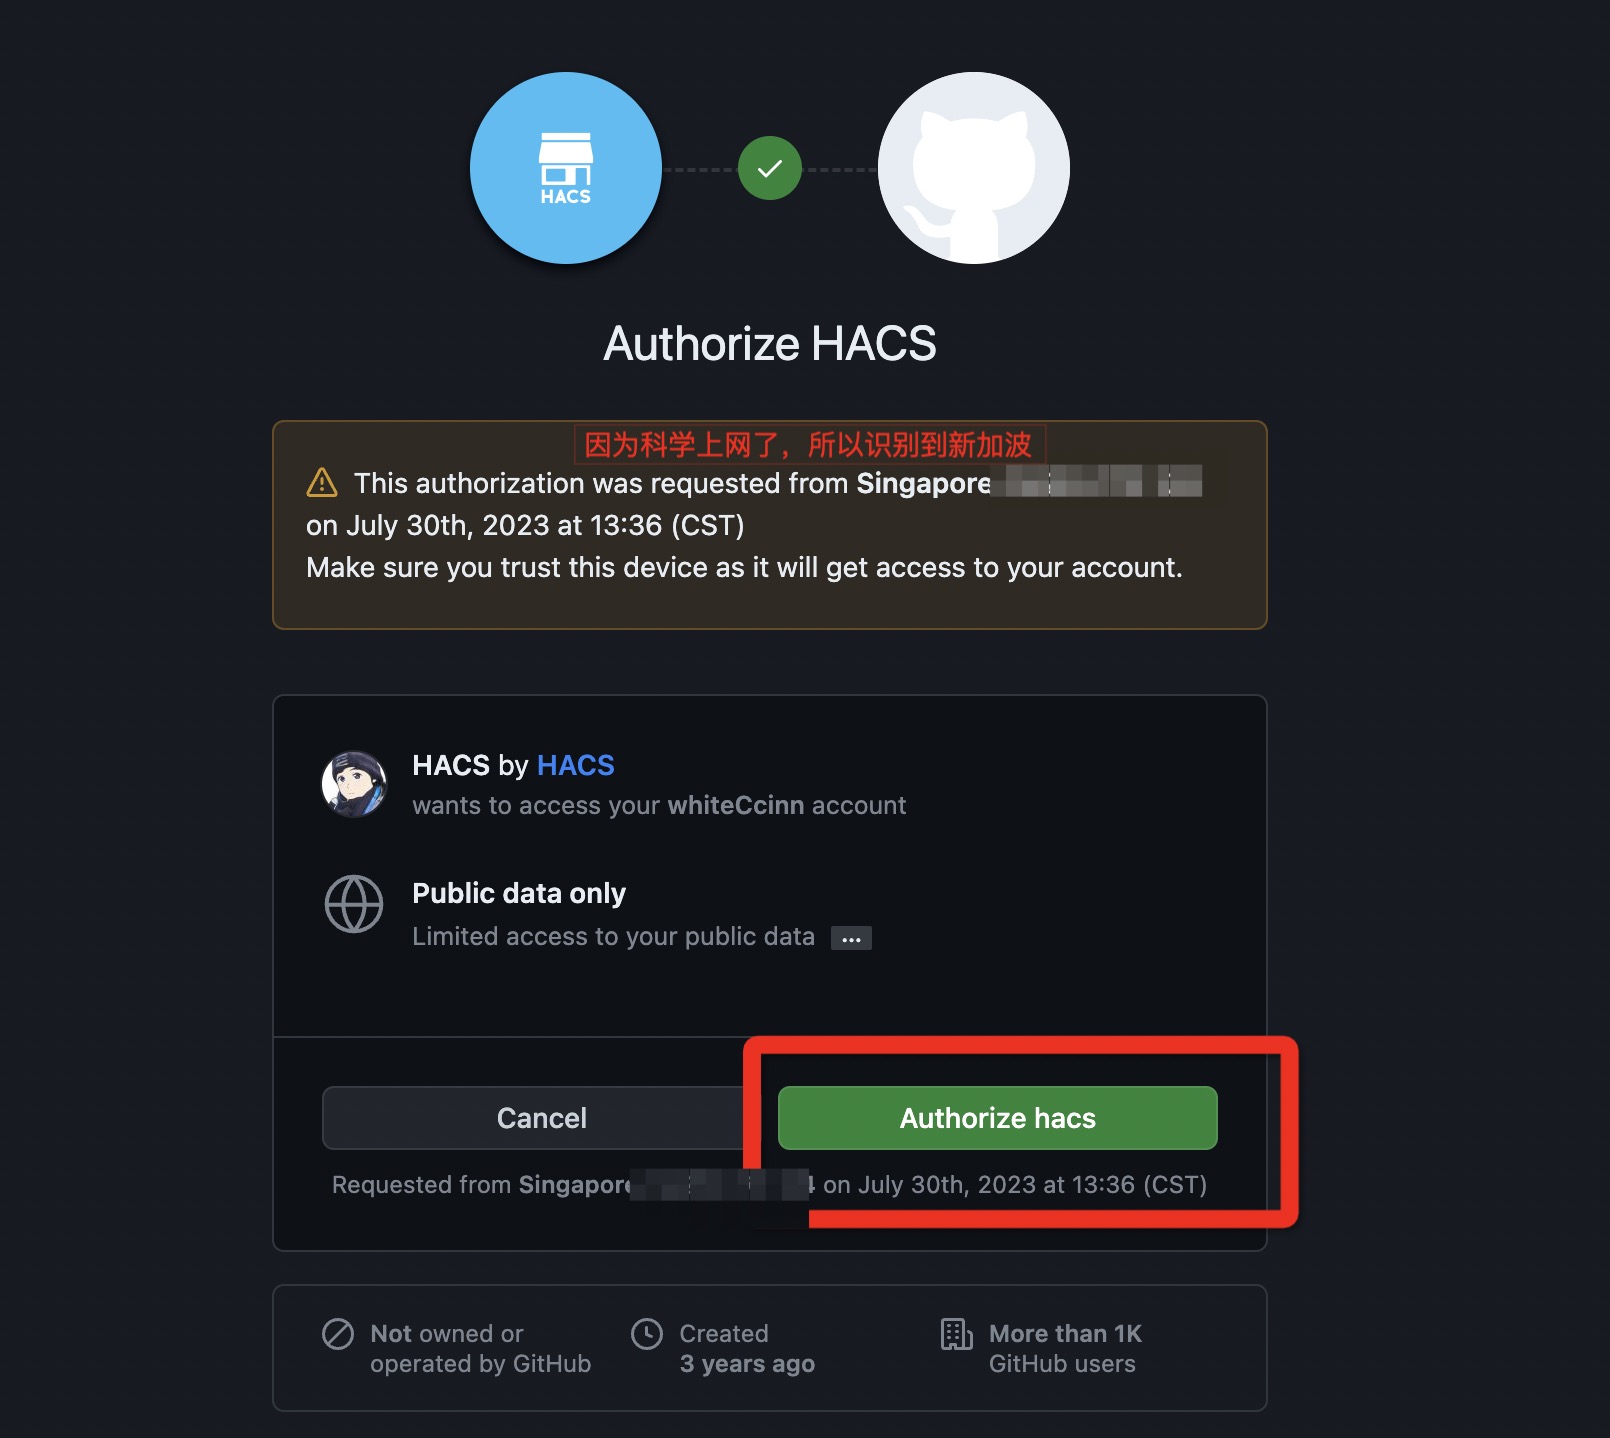 HACS
Authorize HACS
因为科学上网了，所以识别到新加波
This authorization was requested from Singapore
on July 30th, 2023 at 13:36 (CST)
Make sure you trust this device as it will get access to your account.
HACS by HACS
wants to access your whiteCcinn account
Public data only
Limited access to your public data ...
Cancel
Authorize hacs
Requested from Singapore on July 30th, 2023 at 13:36 (CST)
Not owned or
operated by GitHub
Created
3 years ago
More than 1K
GitHub users